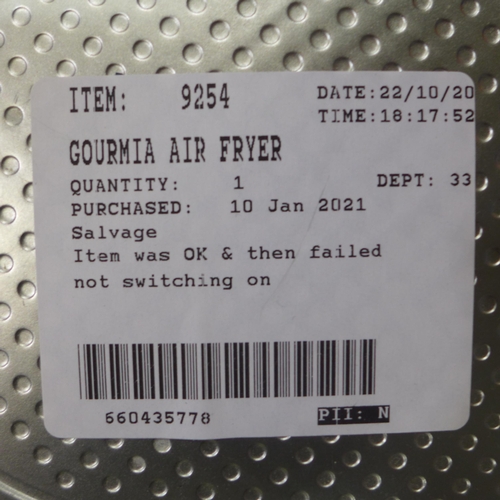 ITEM: 9254 DATE:22/10/20
TIME:18:17:52
GOURMIA AIR FRYER
QUANTITY: 1 DEPT: 33
PURCHASED: 10 Jan 2021
Salvage
Item was OK & then failed
not switching on
660435778 PII: N